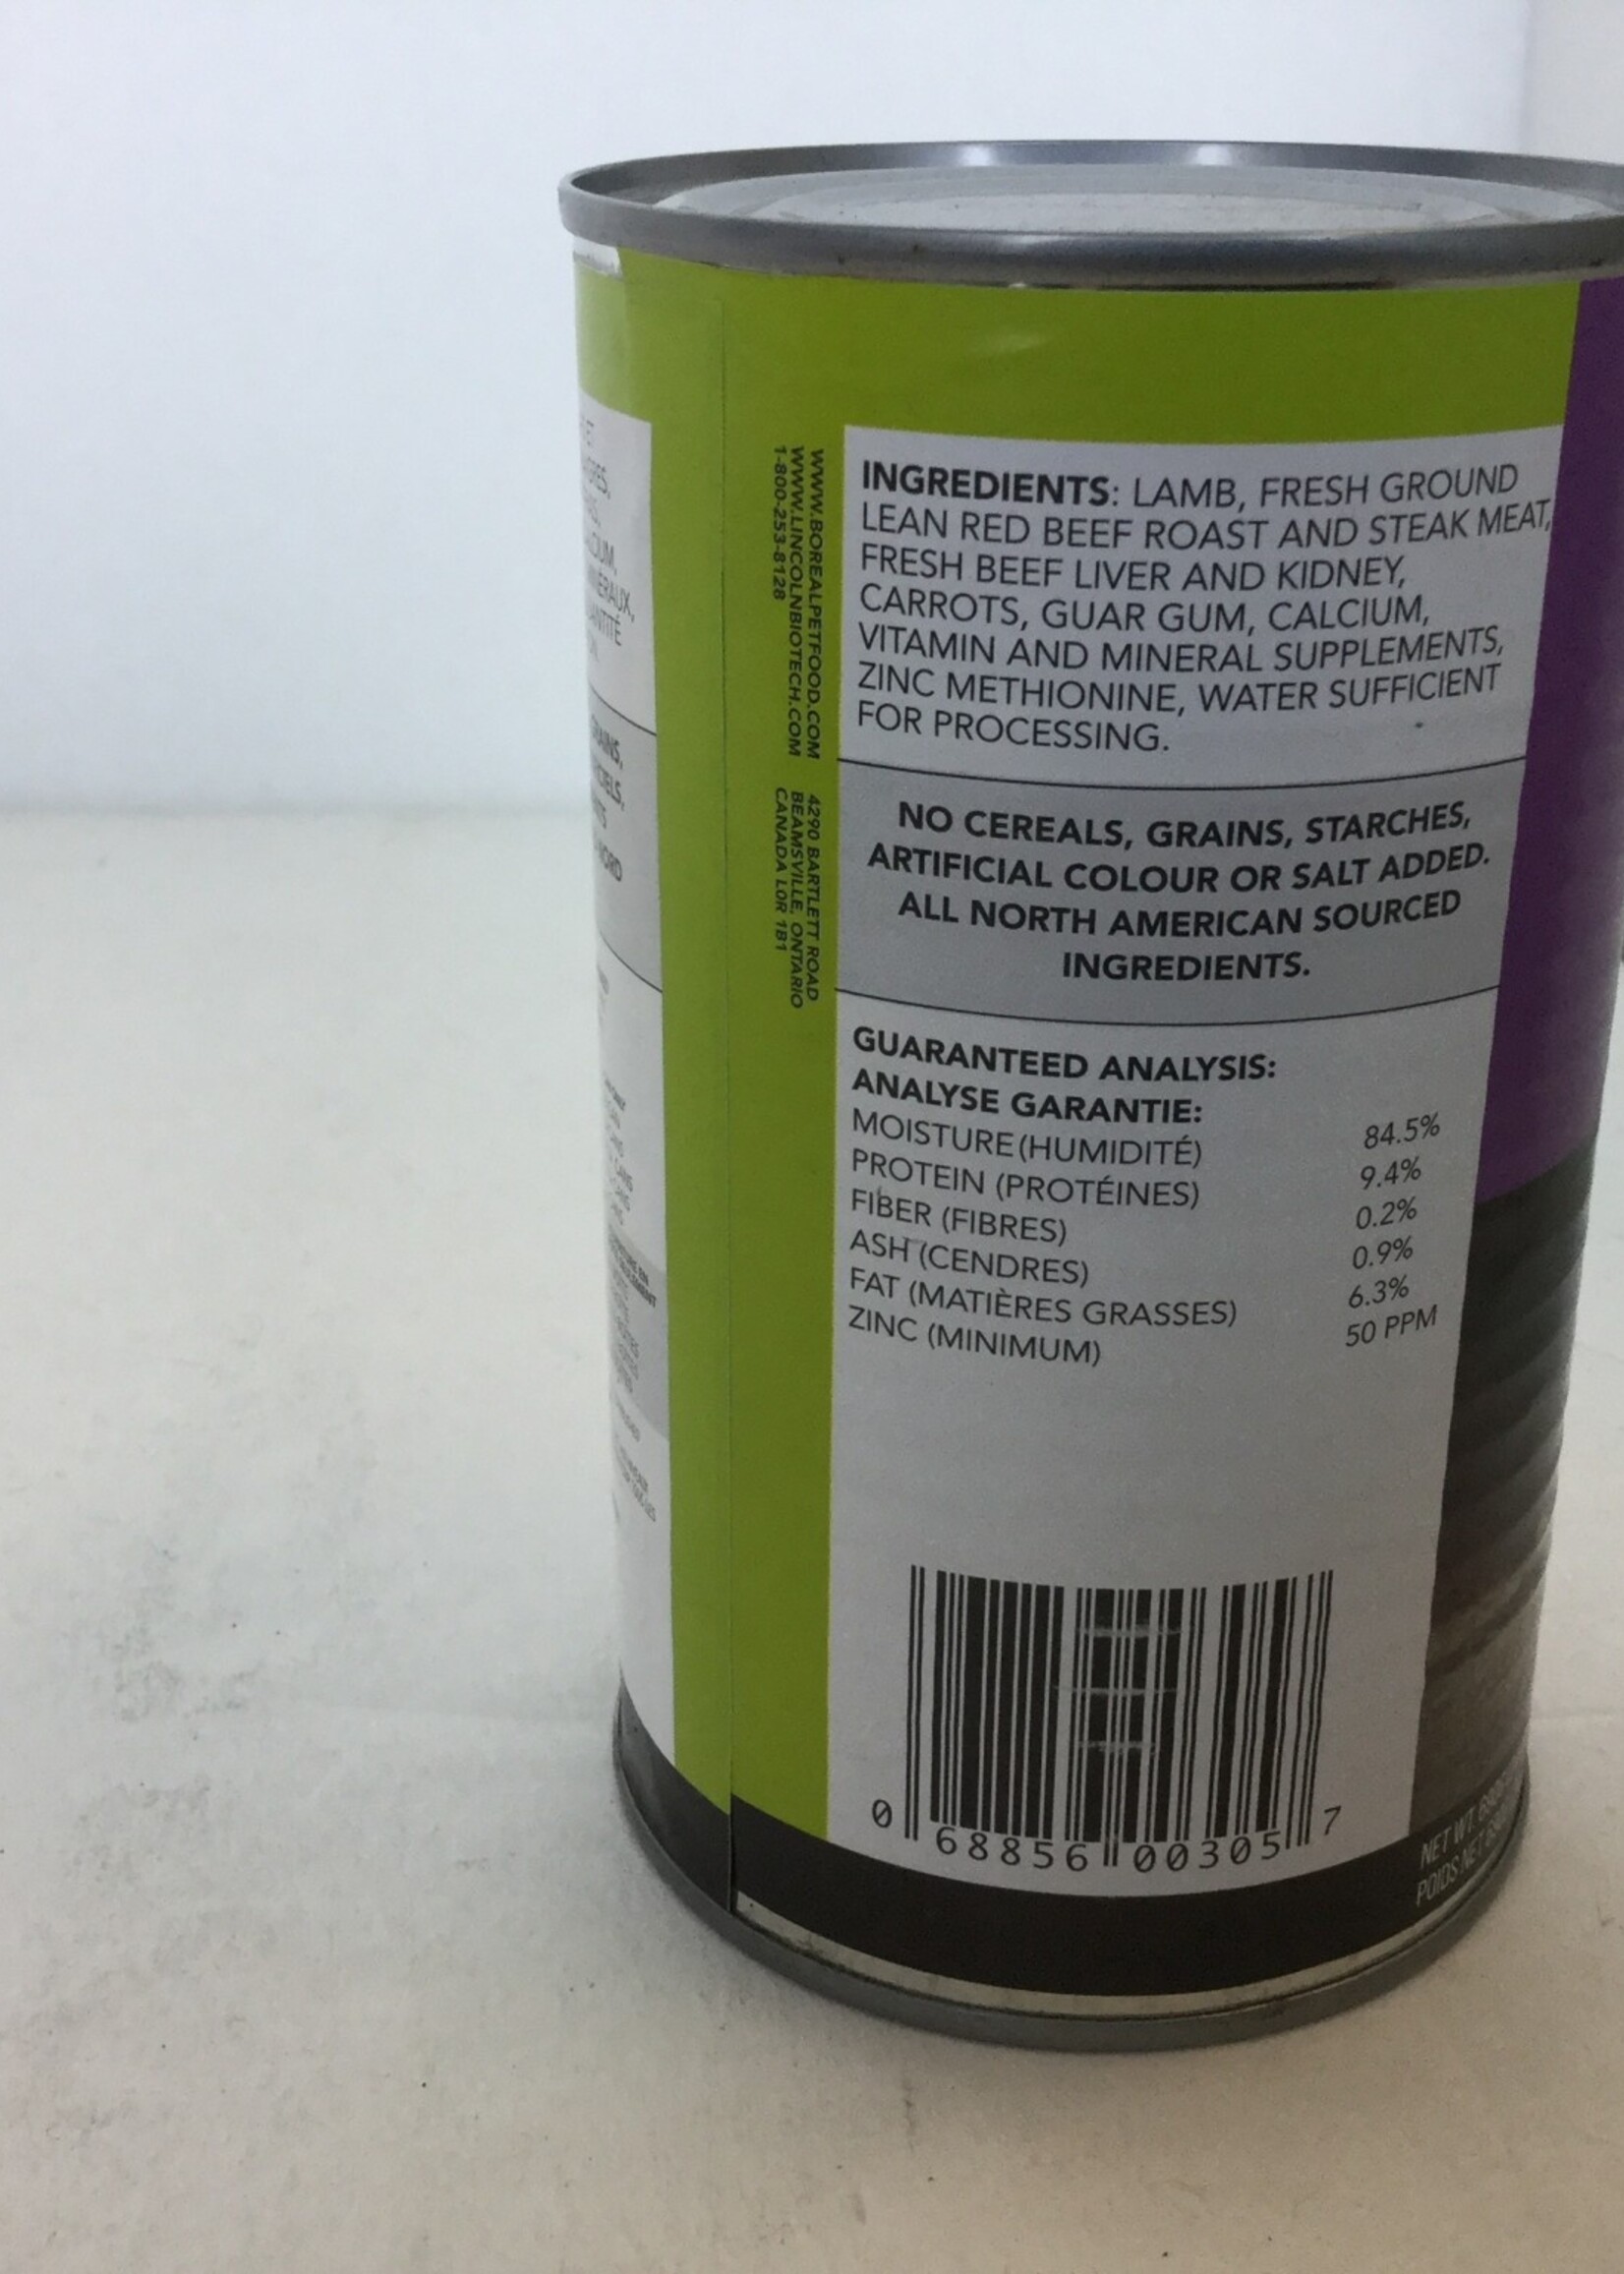 INGREDIENTS: LAMB, FRESH GROUND
LEAN RED BEEF ROAST AND STEAK MEAT,
FRESH BEEF LIVER AND KIDNEY,
CARROTS, GUAR GUM, CALCIUM,
VITAMIN AND MINERAL SUPPLEMENTS,
ZINC METHIONINE, WATER SUFFICIENT
FOR PROCESSING.
NO CEREALS, GRAINS, STARCHES,
ARTIFICIAL COLOUR OR SALT ADDED.
ALL NORTH AMERICAN SOURCED
INGREDIENTS.
GUARANTEED ANALYSIS:
ANALYSE GARANTIE:
MOISTURE (HUMIDITÉ) 84.5%
PROTEIN (PROTÉINES) 9.4%
FIBER (FIBRES) 0.2%
ASH (CENDRES) 0.9%
FAT (MATIÈRES GRASSES) 6.3%
ZINC (MINIMUM) 50 PPM
0 68856 00305 7
WWW.BOREALPETFOOD.COM 4290 BARTLETT ROAD
WWW.LINCOLNBIOTECH.COM BEAMSVILLE, ONTARIO
1-800-253-8128 CANADA L0R 1B1
NET WT.
POIDS NET